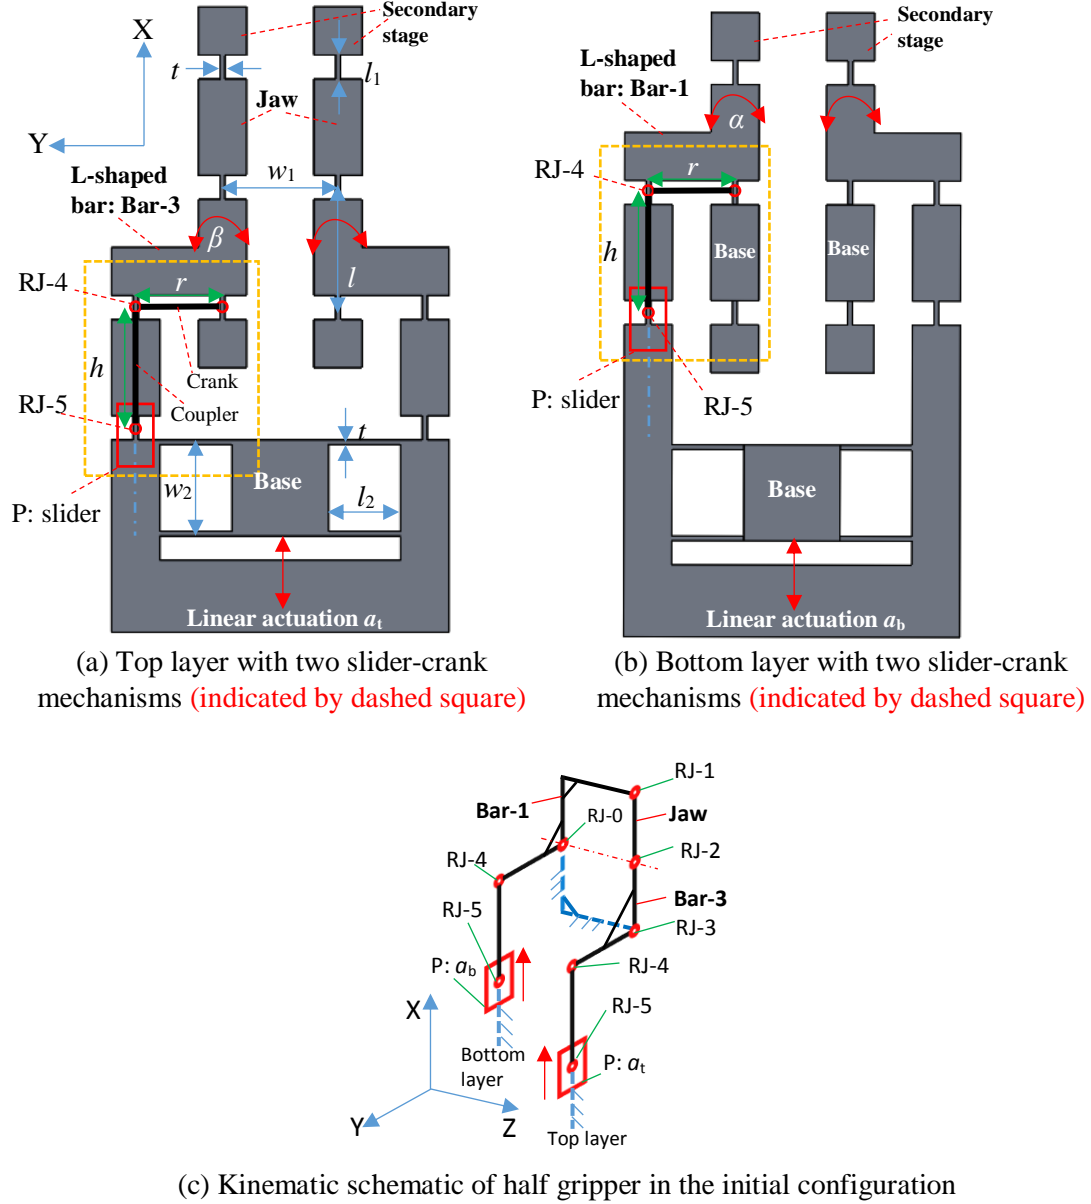 X
Y
Secondary
stage
t
l1
Jaw
L-shaped
bar: Bar-3
w1
β
l
RJ-4
r
h
Crank
RJ-5
Coupler
t
P: slider
w2
Base
l2
Linear actuation at
(a) Top layer with two slider-crank
mechanisms (indicated by dashed square)
Secondary
stage
L-shaped
bar: Bar-1
α
RJ-4
r
h
Base
Base
P: slider
RJ-5
Base
Linear actuation ab
(b) Bottom layer with two slider-crank
mechanisms (indicated by dashed square)
RJ-1
Bar-1
RJ-0
Jaw
RJ-4
RJ-2
RJ-5
Bar-3
RJ-3
P: ab
RJ-4
X
RJ-5
Bottom
layer
P: at
Y
Z
Top layer
(c) Kinematic schematic of half gripper in the initial configuration